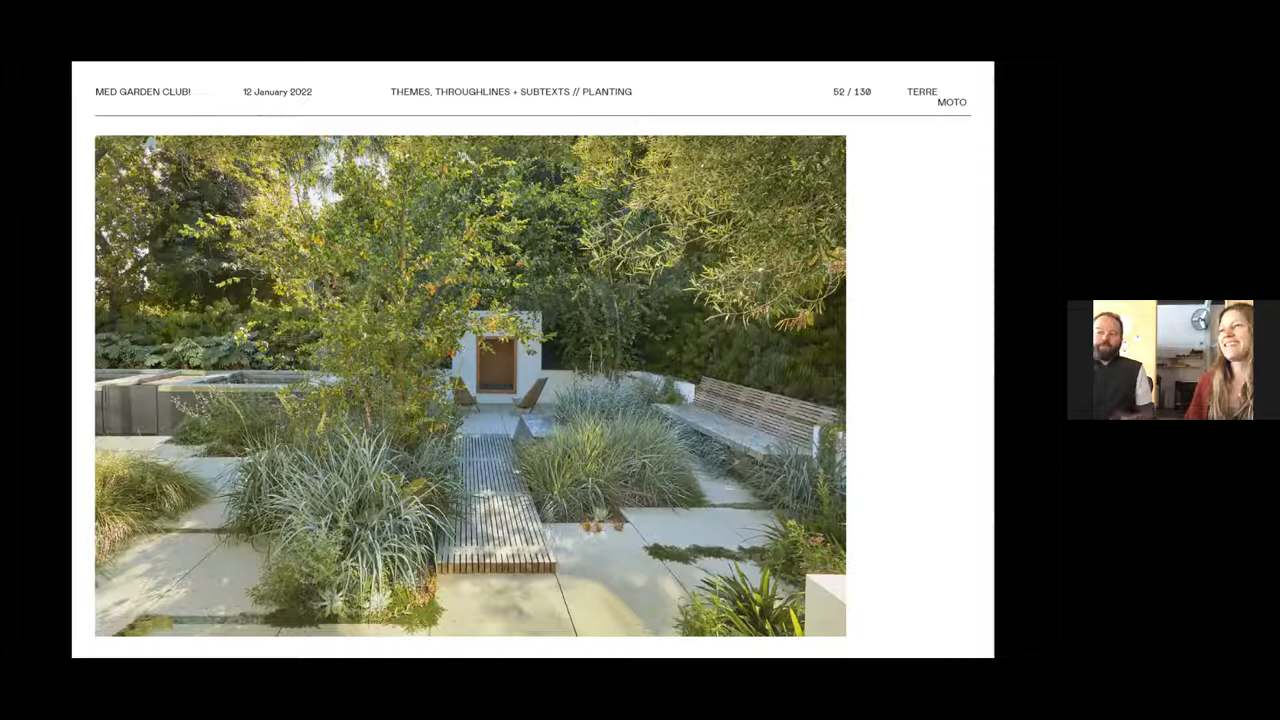 MED GARDEN CLUB! 12 January 2022 THEMES, THROUGHLINES + SUBTEXTS // PLANTING 52 / 130 TERRE
MOTO